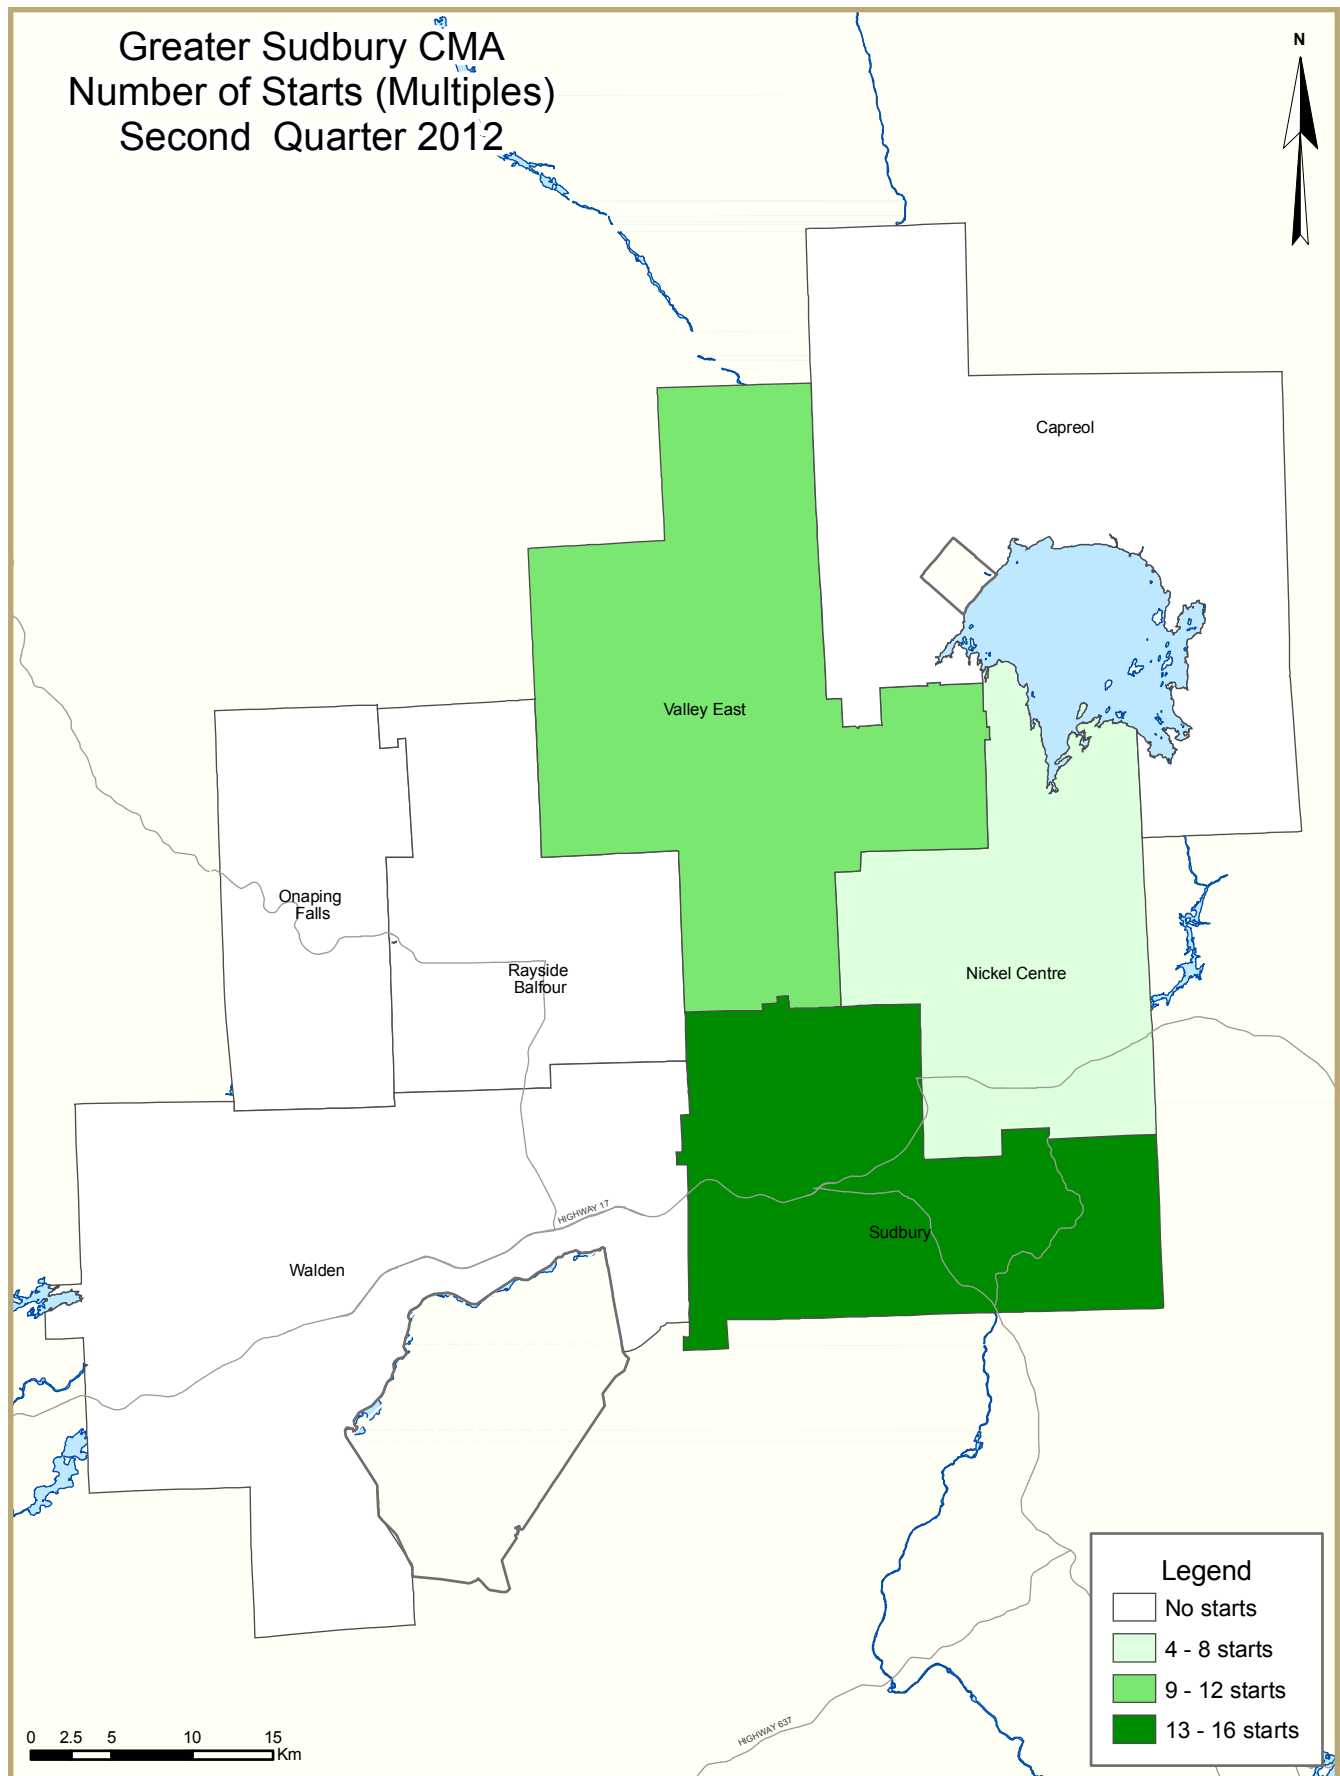 Greater Sudbury CMA
Number of Starts (Multiples)
Second  Quarter 2012
N
Capreol
Valley East
Onaping
Falls
Rayside
Balfour
Nickel Centre
HIGHWAY 17
Sudbury
Walden
Legend
No starts
4 - 8 starts
9 - 12 starts
13 - 16 starts
HIGHWAY 637
0 2.5 5 10 15
Km